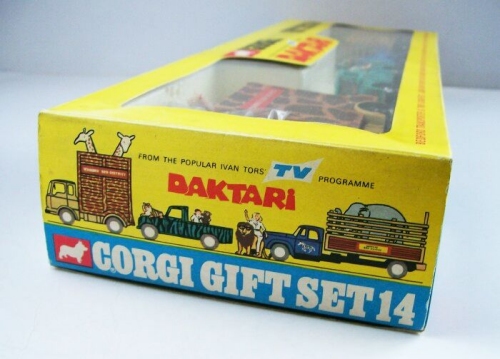 FROM THE POPULAR IVAN TORS' TV PROGRAMME
DAKTARI
CORGI GIFT SET 14